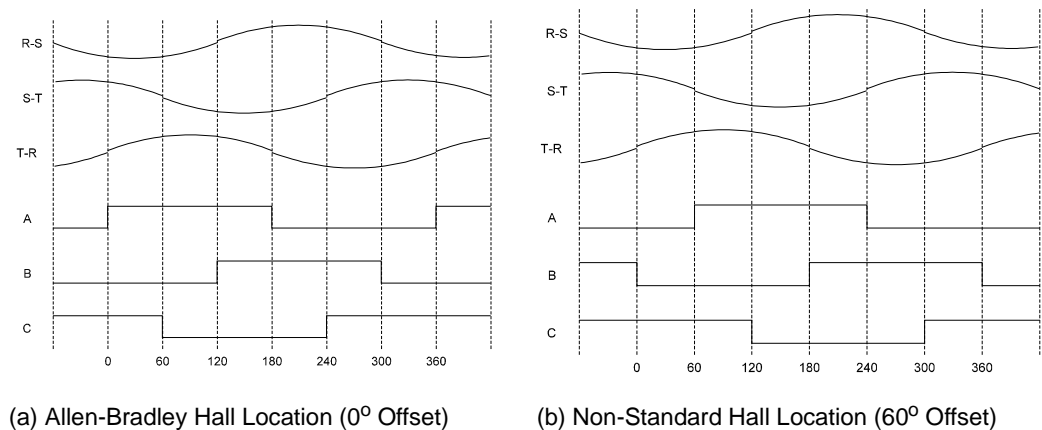 R-S
S-T
T-R
A
B
C
0 60 120 180 240 300 360
(a) Allen-Bradley Hall Location (0° Offset)
R-S
S-T
T-R
A
B
C
0 60 120 180 240 300 360
(b) Non-Standard Hall Location (60° Offset)